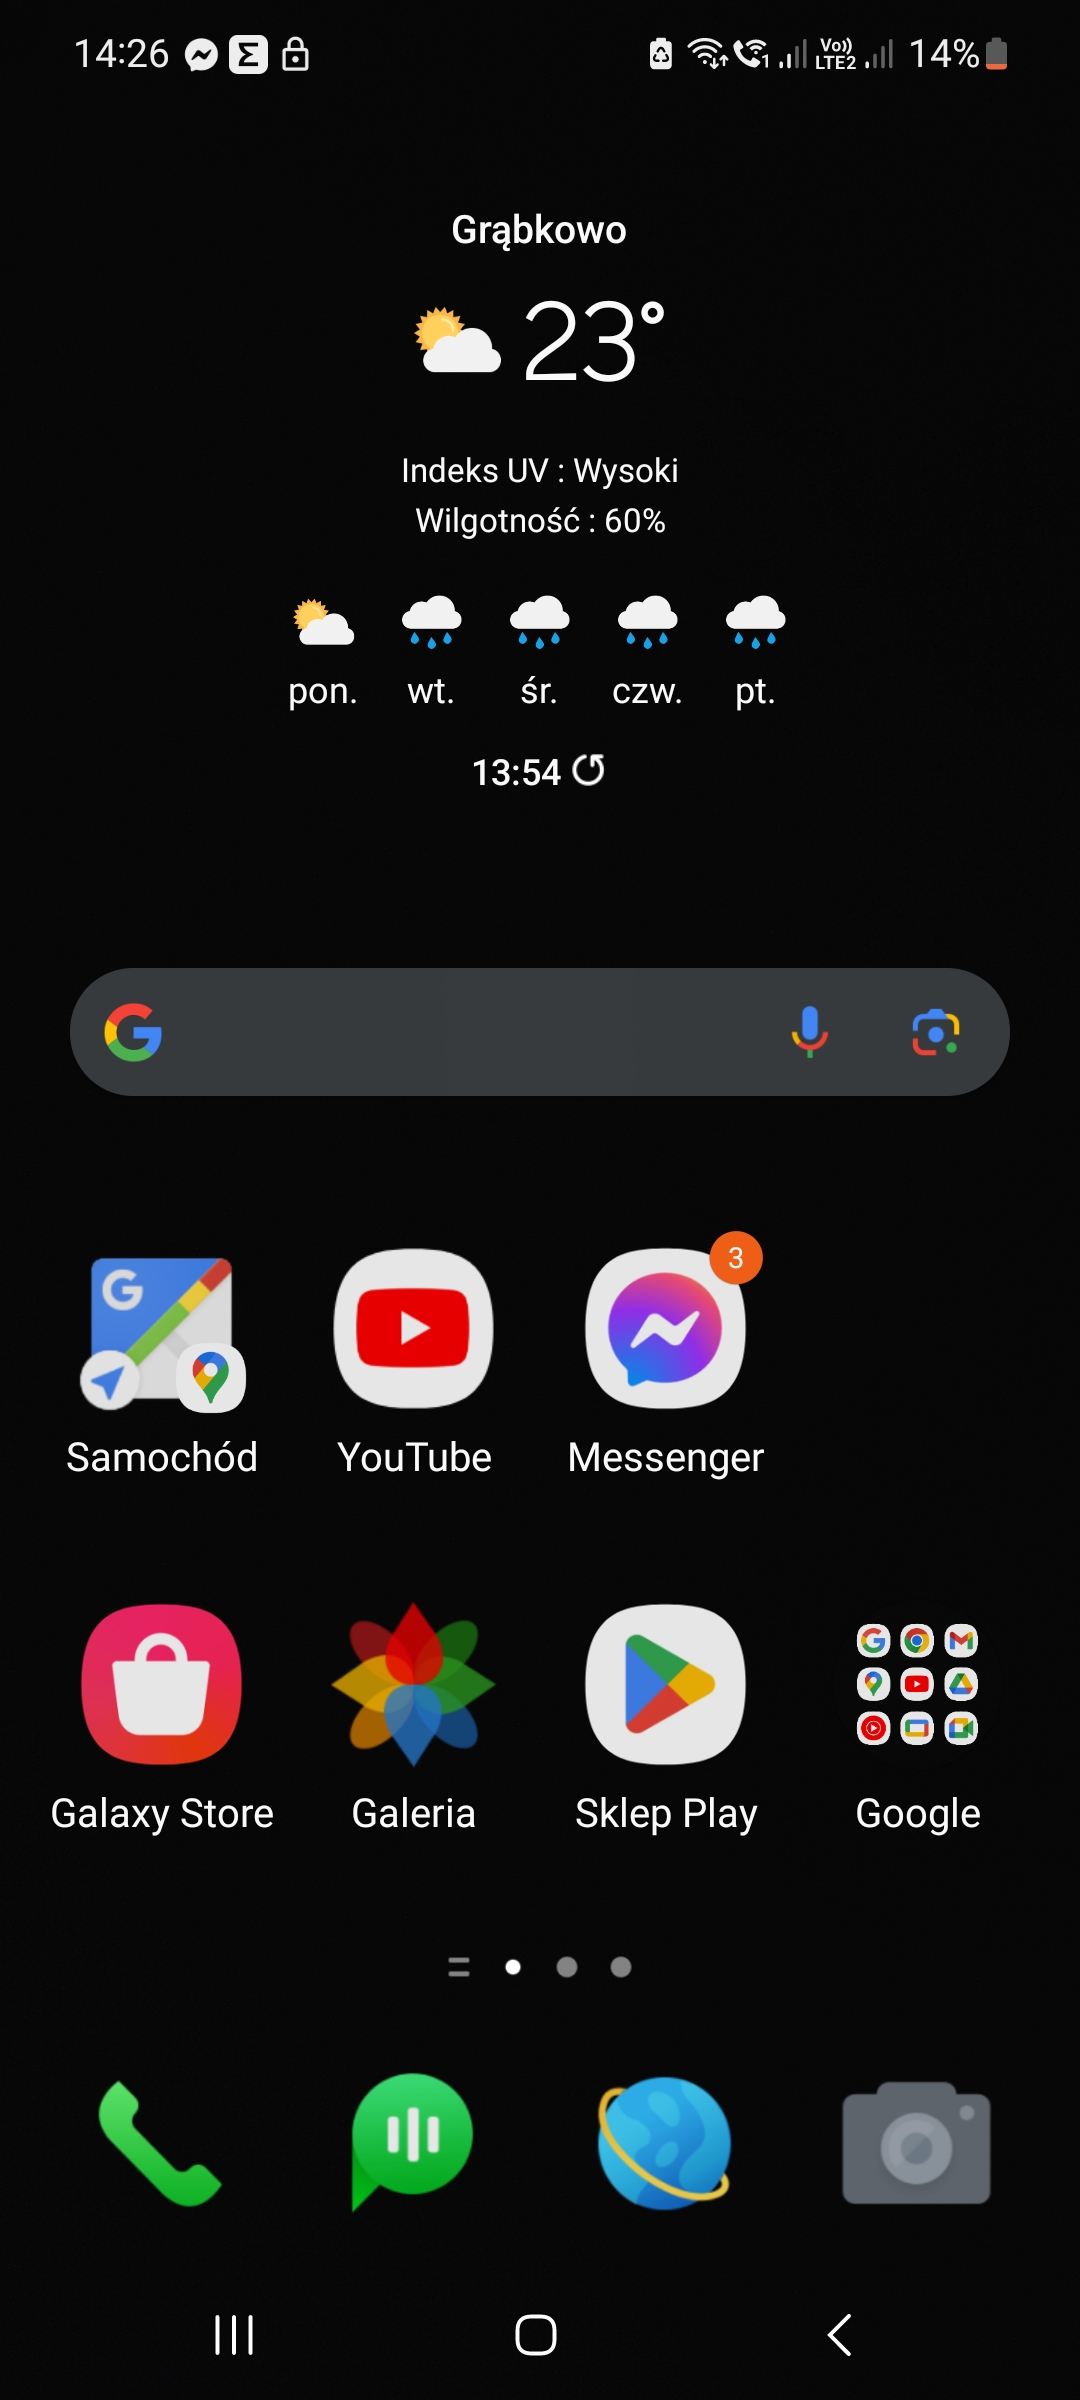 14:26
1
Vo))
LTE2
14%
Grąbkowo
23°
Indeks UV : Wysoki
Wilgotność : 60%
pon. wt. śr. czw. pt.
13:54
3
Samochód YouTube Messenger
Galaxy Store Galeria Sklep Play Google